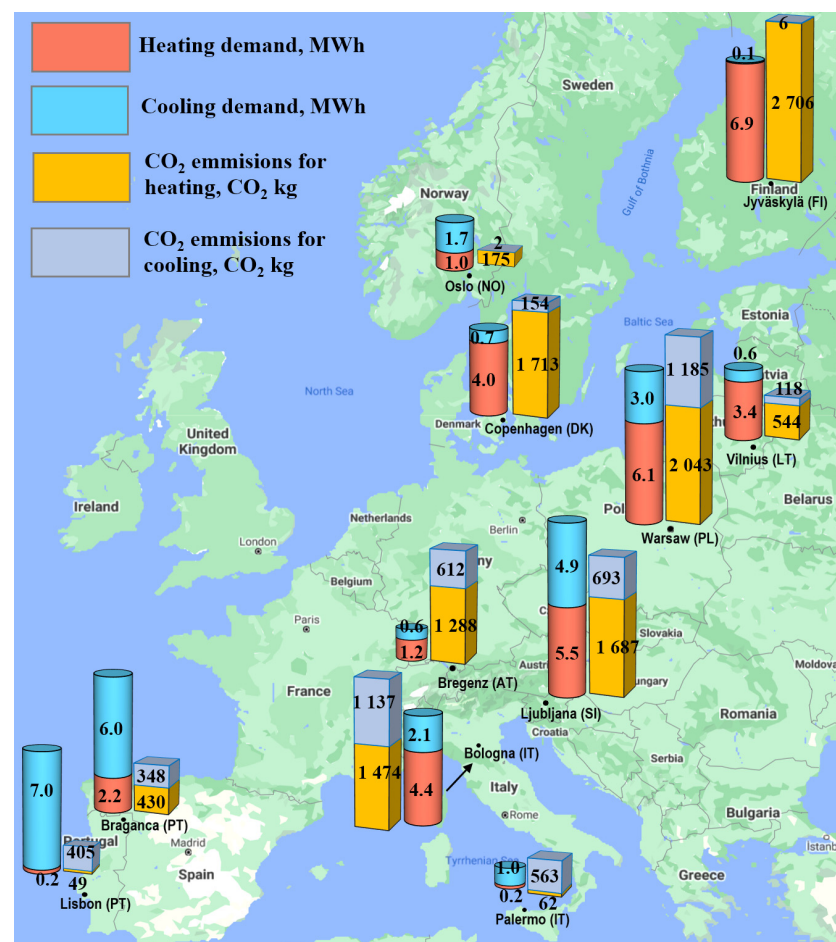 Heating demand, MWh
Cooling demand, MWh
CO₂ emmisions for
heating, CO₂ kg
CO₂ emmisions for
cooling, CO₂ kg
6
0.1
2 706
6.9
Sweden
Finland
Jyväskylä (FI)
Gulf of Bothnia
Norway
1.7
2
1.0
175
Oslo (NO)
Estonia
Baltic Sea
154
0.7
1 713
4.0
Denmark
Copenhagen (DK)
0.6
tvia
118
3.4
544
Vilnius (LT)
1 185
3.0
2 043
6.1
Warsaw (PL)
North Sea
United
Kingdom
Ireland
London
Netherlands
Belgium
Berlin
Belarus
Paris
612
ny
0.6
1 288
1.2
Bregenz (AT)
4.9
693
5.5
1 687
Slovakia
Austri
ungary
Moldova
Ljubljana (SI)
Croatia
Romania
France
1 137
2.1
1 474
4.4
Bologna (IT)
Italy
Rome
Serbia
Bulgaria
Istanb
6.0
348
2.2
430
Braganca (PT)
7.0
Portugal
405
0.2
49
Lisbon (PT)
Madrid
Spain
Tyrrhenian Sea
1.0
563
0.2
62
Palermo (IT)
Greece